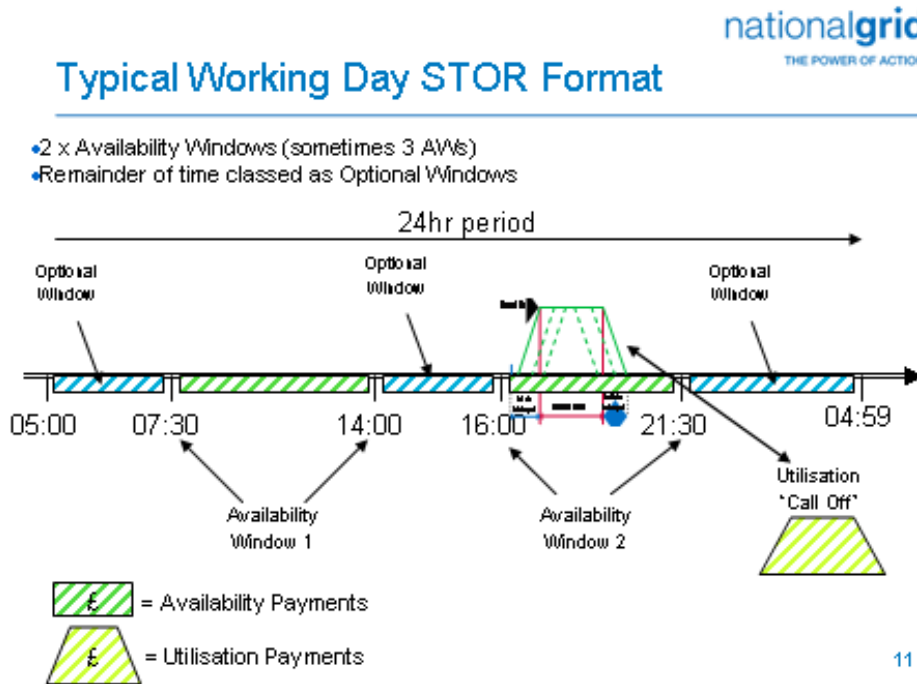 nationalgrid
THE POWER OF ACTION
Typical Working Day STOR Format
•2 x Availability Windows (sometimes 3 AWs)
•Remainder of time classed as Optional Windows
24hr period
Optional
Window
Optional
Window
Optional
Window
05:00
07:30
14:00
16:00
21:30
04:59
Availability
Window 1
Availability
Window 2
Utilisation
"Call Off"
£
= Availability Payments
£
= Utilisation Payments
11